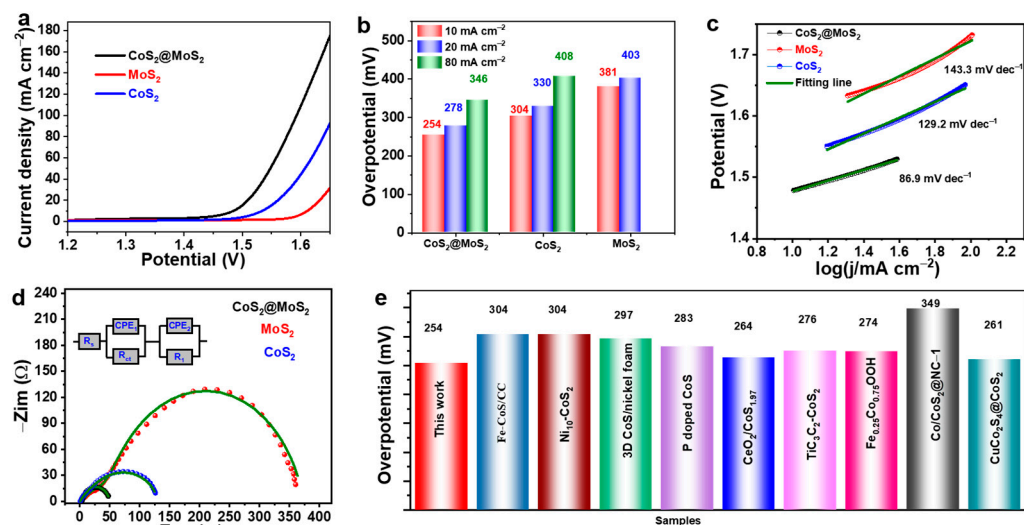 a
Current density (mA cm⁻²)
180
160
140
120
100
80
60
40
20
0
CoS₂@MoS₂
MoS₂
CoS₂
1.2 1.3 1.4 1.5 1.6
Potential (V)
b
Overpotential (mV)
600
500
400
300
200
100
0
10 mA cm⁻²
20 mA cm⁻²
80 mA cm⁻²
254 278 346
304 330 408
381 403
CoS₂@MoS₂ CoS₂ MoS₂
c
Potential (V)
1.7
1.6
1.5
1.4
CoS₂@MoS₂
MoS₂
CoS₂
Fitting line
143.3 mV dec⁻¹
129.2 mV dec⁻¹
86.9 mV dec⁻¹
0.8 1.0 1.2 1.4 1.6 1.8 2.0 2.2
log(j/mA cm⁻²)
d
−Zim (Ω)
240
210
180
150
120
90
60
30
0
CoS₂@MoS₂
MoS₂
CoS₂
Rs CPE₁ CPE₂
Rct R₁
0 50 100 150 200 250 300 350 400
e
Overpotential (mV)
254 304 304 297 283 264 276 274 349 261
This work
Fe-CoS/CC
Ni₁₀-CoS₂
3D CoS/nickel foam
P doped CoS
CeO₂/CoS₁.₉₇
TiC₃C₂-CoS₂
Fe₀.₂₅Co₀.₇₅OOH
Co/CoS₂@NC−1
CuCo₂S₄@CoS₂
Samples